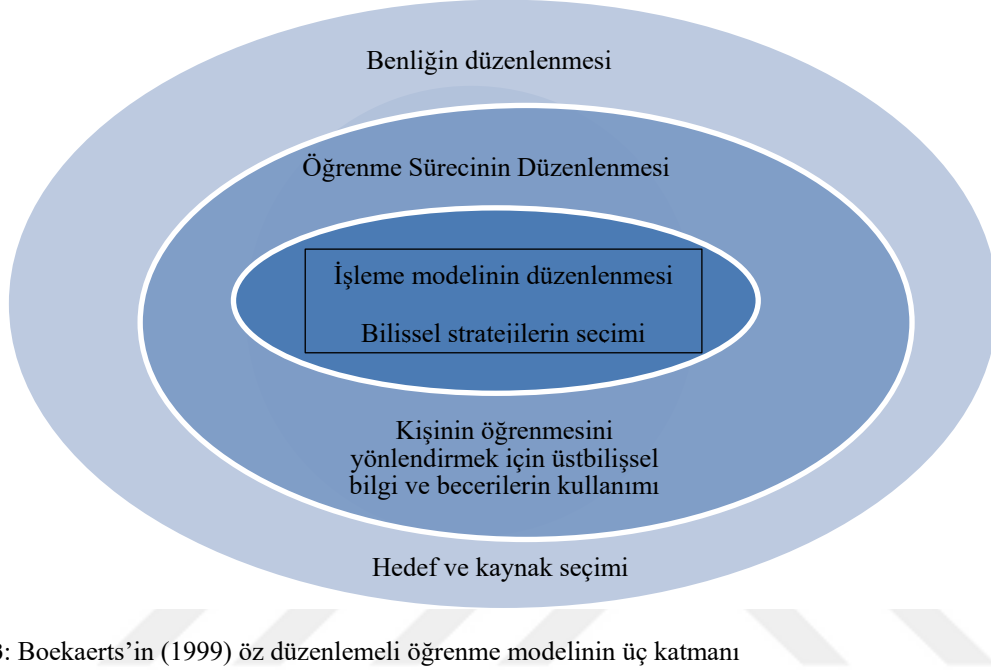 Benliğin düzenlenmesi
Öğrenme Sürecinin Düzenlenmesi
İşleme modelinin düzenlenmesi
Bilissel stratejilerin seçimi
Kişinin öğrenmesini
yönlendirmek için üstbilişsel
bilgi ve becerilerin kullanımı
Hedef ve kaynak seçimi
: Boekaerts’in (1999) öz düzenlemeli öğrenme modelinin üç katmanı